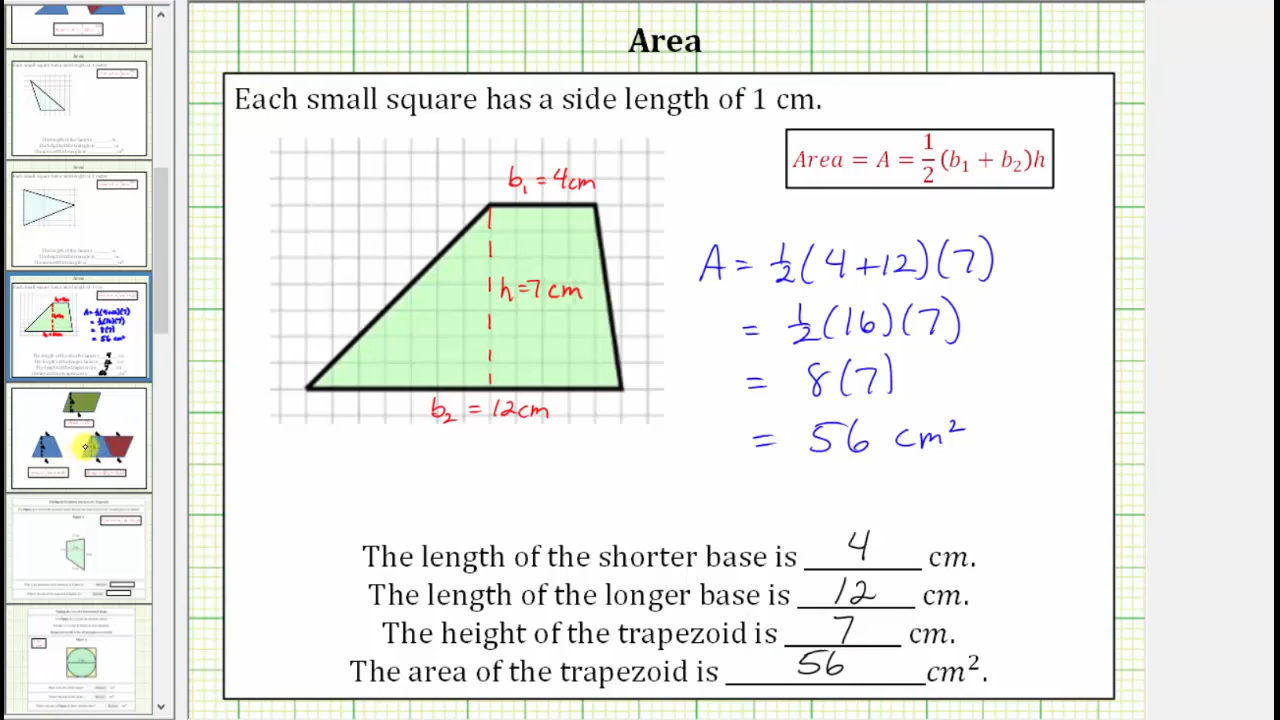 Area
Each small square has a side length of 1 cm.
Area = A = 1/2 (b₁ + b₂)h
b₁ = 4cm
h = 7 cm
b₂ = 12cm
A = ½(4+12)(7)
= ½(16)(7)
= 8(7)
= 56 cm²
The length of the shorter base is 4 cm.
The length of the longer base is 12 cm.
The height of the trapezoid is 7 cm.
The area of the trapezoid is 56 cm².